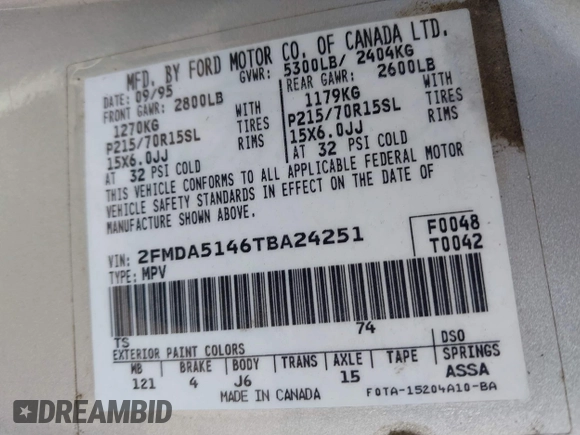 MFD. BY FORD MOTOR CO. OF CANADA LTD.
DATE: 09/95 GVWR: 5300LB/ 2404KG
FRONT GAWR: 2800LB REAR GAWR: 2600LB
1270KG WITH 1179KG WITH
P215/70R15SL TIRES P215/70R15SL TIRES
15X6.0JJ RIMS 15X6.0JJ RIMS
AT 32 PSI COLD AT 32 PSI COLD
THIS VEHICLE CONFORMS TO ALL APPLICABLE FEDERAL MOTOR
VEHICLE SAFETY STANDARDS IN EFFECT ON THE DATE OF
MANUFACTURE SHOWN ABOVE.
VIN: 2FMDA5146TBA24251 F0048
TYPE: MPV T0042
TS 74
EXTERIOR PAINT COLORS DSO
WB BRAKE BODY TRANS AXLE TAPE SPRINGS
121 4 J6 15 ASSA
MADE IN CANADA F0TA-15204A10-BA
DREAMBID